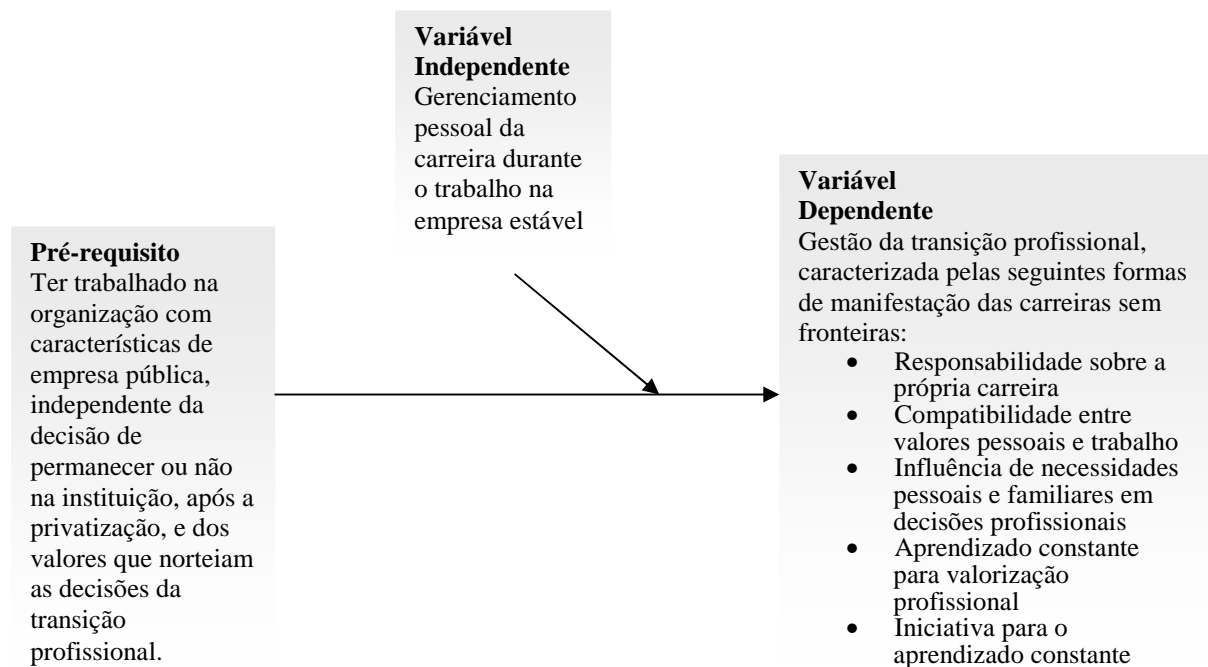 Variável
Independente
Gerenciamento
pessoal da
carreira durante
o trabalho na
empresa estável
Pré-requisito
Ter trabalhado na
organização com
características de
empresa pública,
independente da
decisão de
permanecer ou não
na instituição, após a
privatização, e dos
valores que norteiam
as decisões da
transição
profissional.
Variável
Dependente
Gestão da transição profissional,
caracterizada pelas seguintes formas
de manifestação das carreiras sem
fronteiras:
• Responsabilidade sobre a
própria carreira
• Compatibilidade entre
valores pessoais e trabalho
• Influência de necessidades
pessoais e familiares em
decisões profissionais
• Aprendizado constante
para valorização
profissional
• Iniciativa para o
aprendizado constante